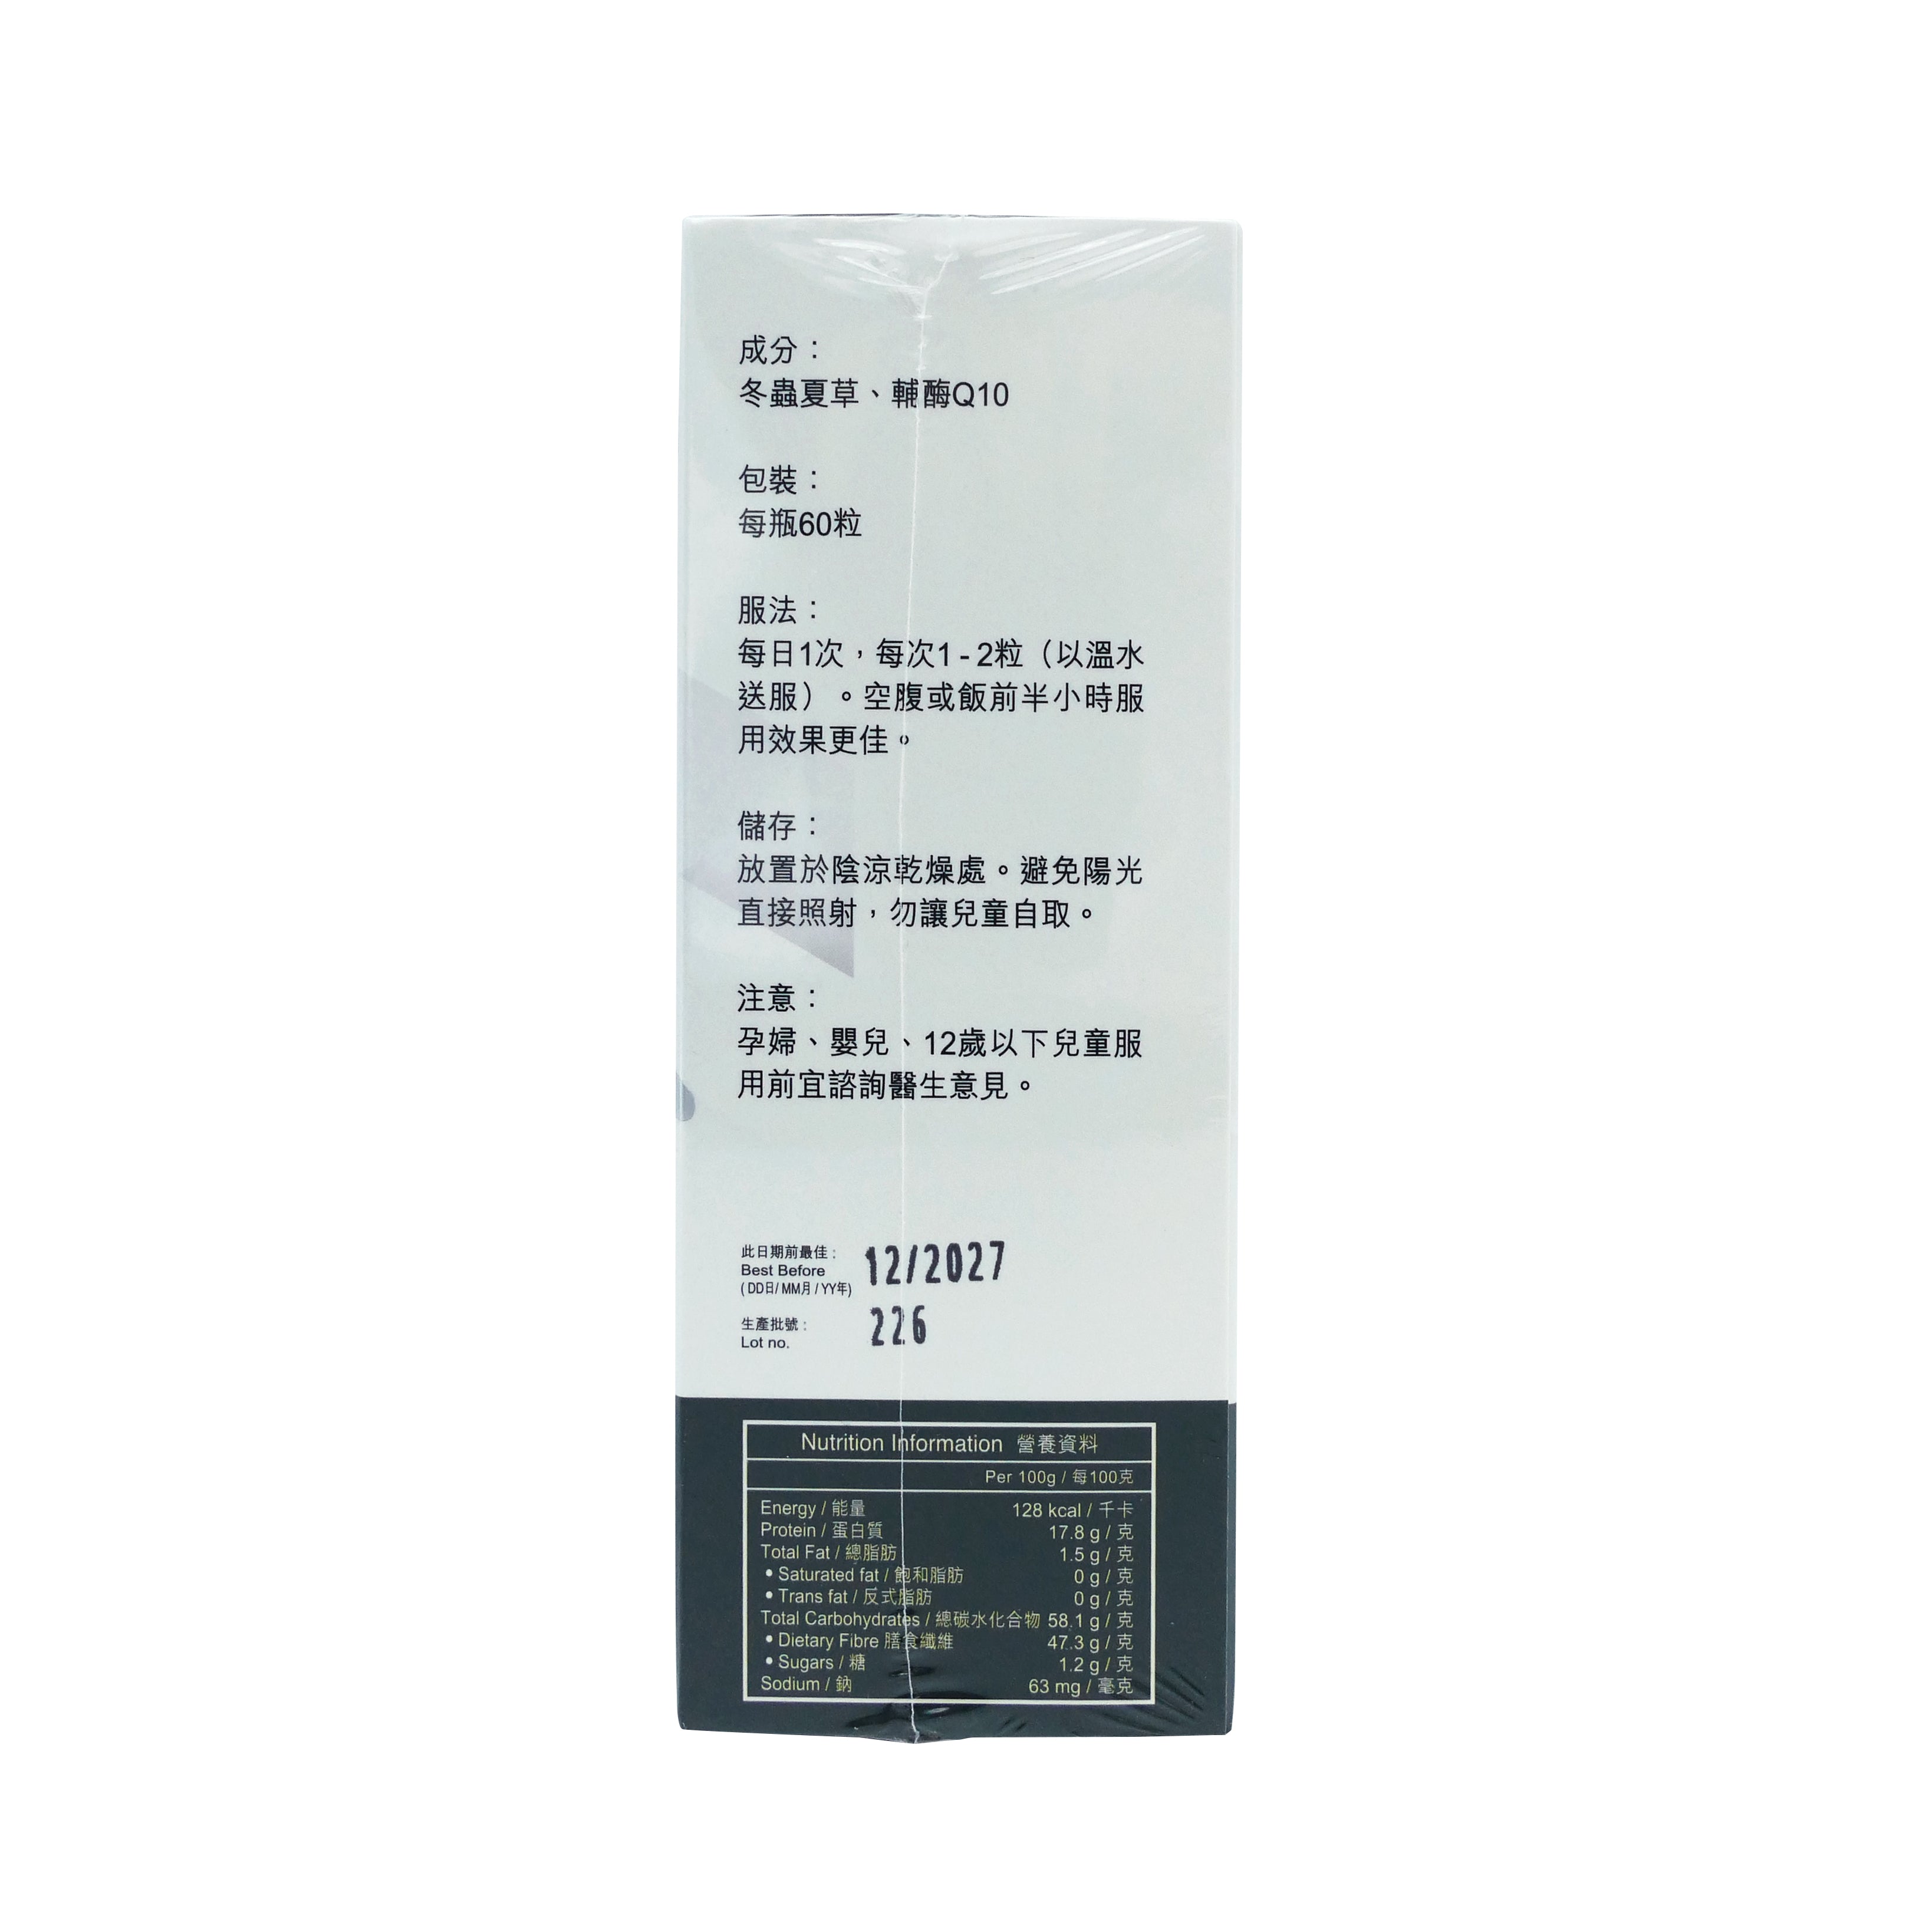 成分：
冬蟲夏草、輔酶Q10
包裝：
每瓶60粒
服法：
每日1次，每次1 - 2粒（以溫水
送服）。空腹或飯前半小時服
用效果更佳。
儲存：
放置於陰涼乾燥處。避免陽光
直接照射，勿讓兒童自取。
注意：
孕婦、嬰兒、12歲以下兒童服
用前宜諮詢醫生意見。
此日期前最佳： 12/2027
Best Before
( DD日/ MM月 / YY年)
生產批號： 226
Lot no.
Nutrition Information 營養資料
Per 100g / 每100克
Energy / 能量 128 kcal / 千卡
Protein / 蛋白質 17.8 g / 克
Total Fat / 總脂肪 1.5 g / 克
• Saturated fat / 飽和脂肪 0 g / 克
• Trans fat / 反式脂肪 0 g / 克
Total Carbohydrates / 總碳水化合物 58.1 g / 克
• Dietary Fibre 膳食纖維 47.3 g / 克
• Sugars / 糖 1.2 g / 克
Sodium / 鈉 63 mg / 毫克